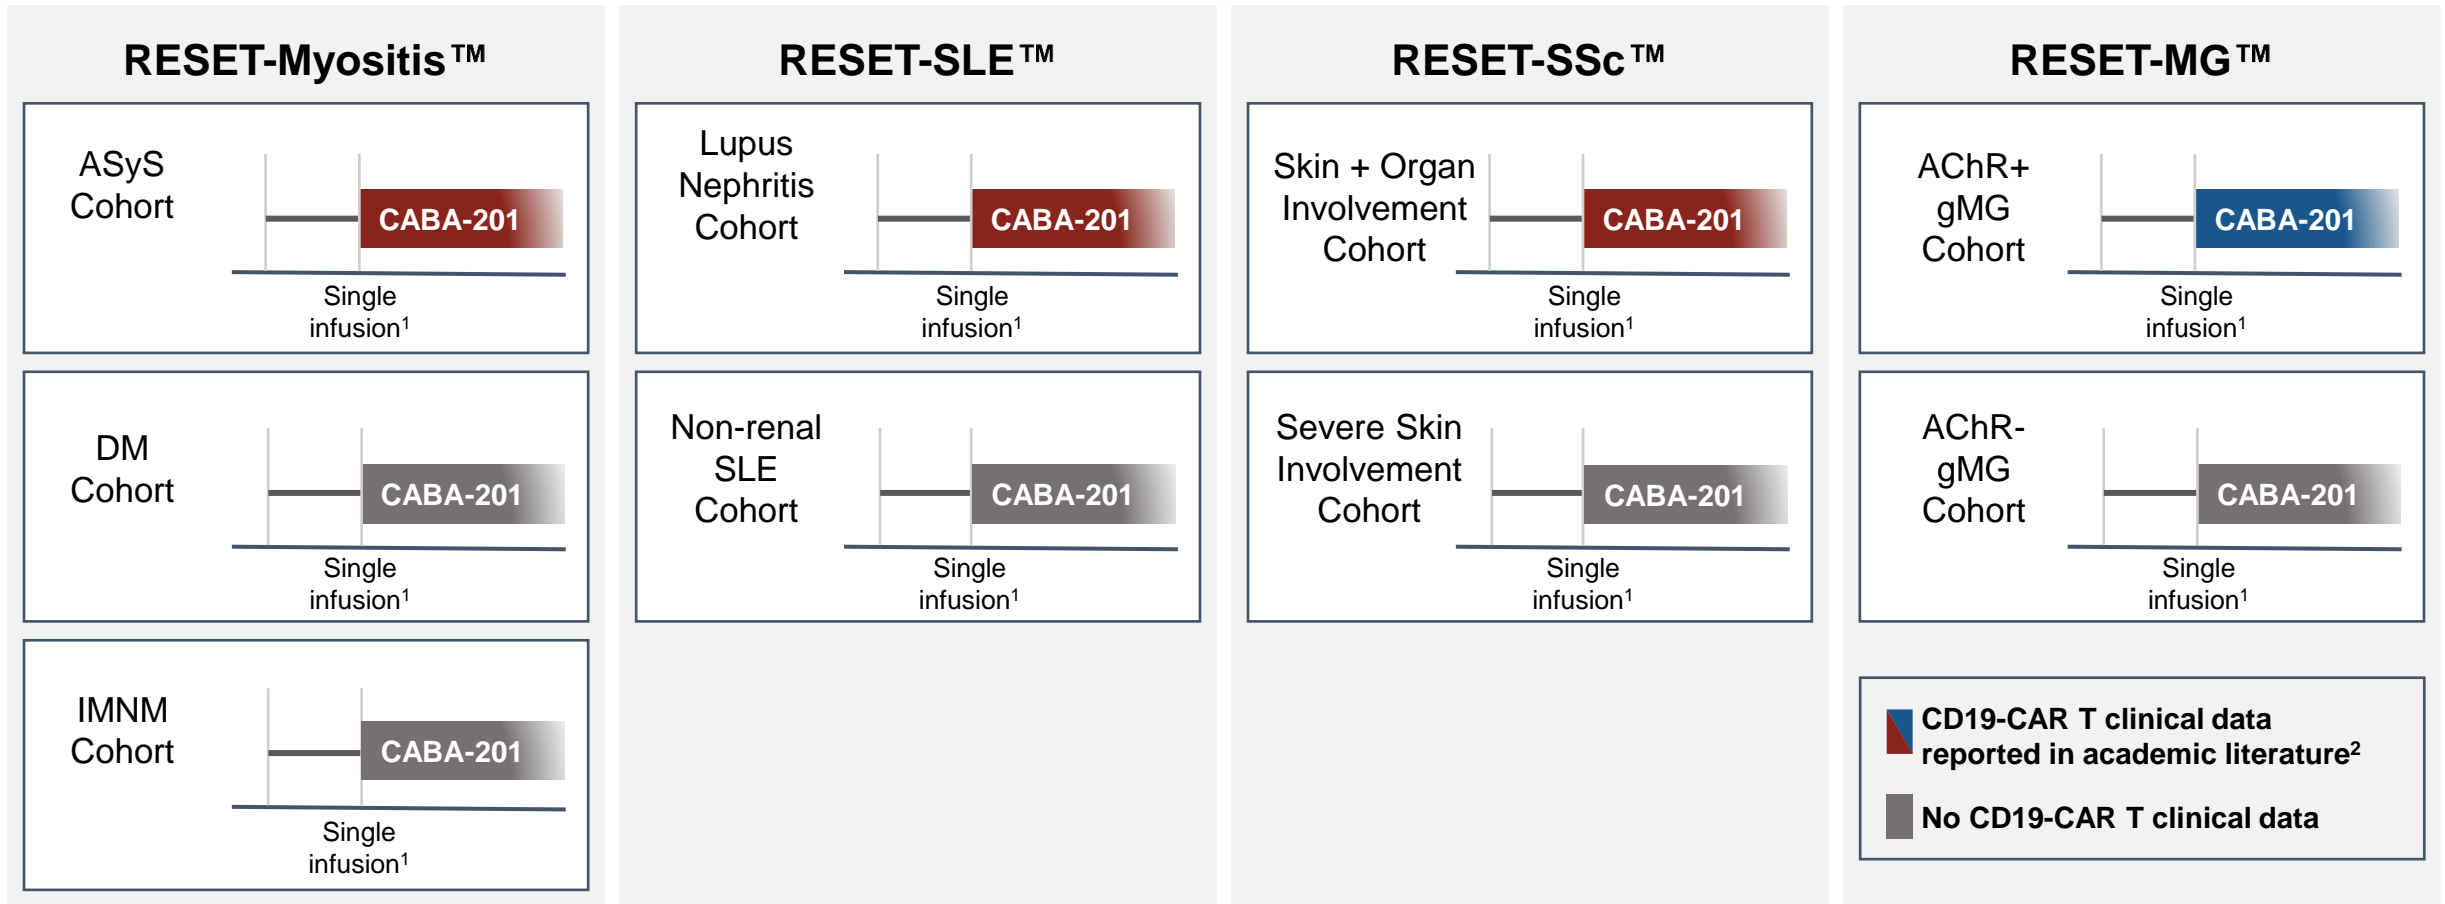 RESET-Myositis™
ASyS
Cohort
CABA-201
Single
infusion¹
DM
Cohort
CABA-201
Single
infusion¹
IMNM
Cohort
CABA-201
Single
infusion¹
RESET-SLE™
Lupus
Nephritis
Cohort
CABA-201
Single
infusion¹
Non-renal
SLE
Cohort
CABA-201
Single
infusion¹
RESET-SSc™
Skin + Organ
Involvement
Cohort
CABA-201
Single
infusion¹
Severe Skin
Involvement
Cohort
CABA-201
Single
infusion¹
RESET-MG™
AChR+
gMG
Cohort
CABA-201
Single
infusion¹
AChR-
gMG
Cohort
CABA-201
Single
infusion¹
CD19-CAR T clinical data
reported in academic literature²
No CD19-CAR T clinical data